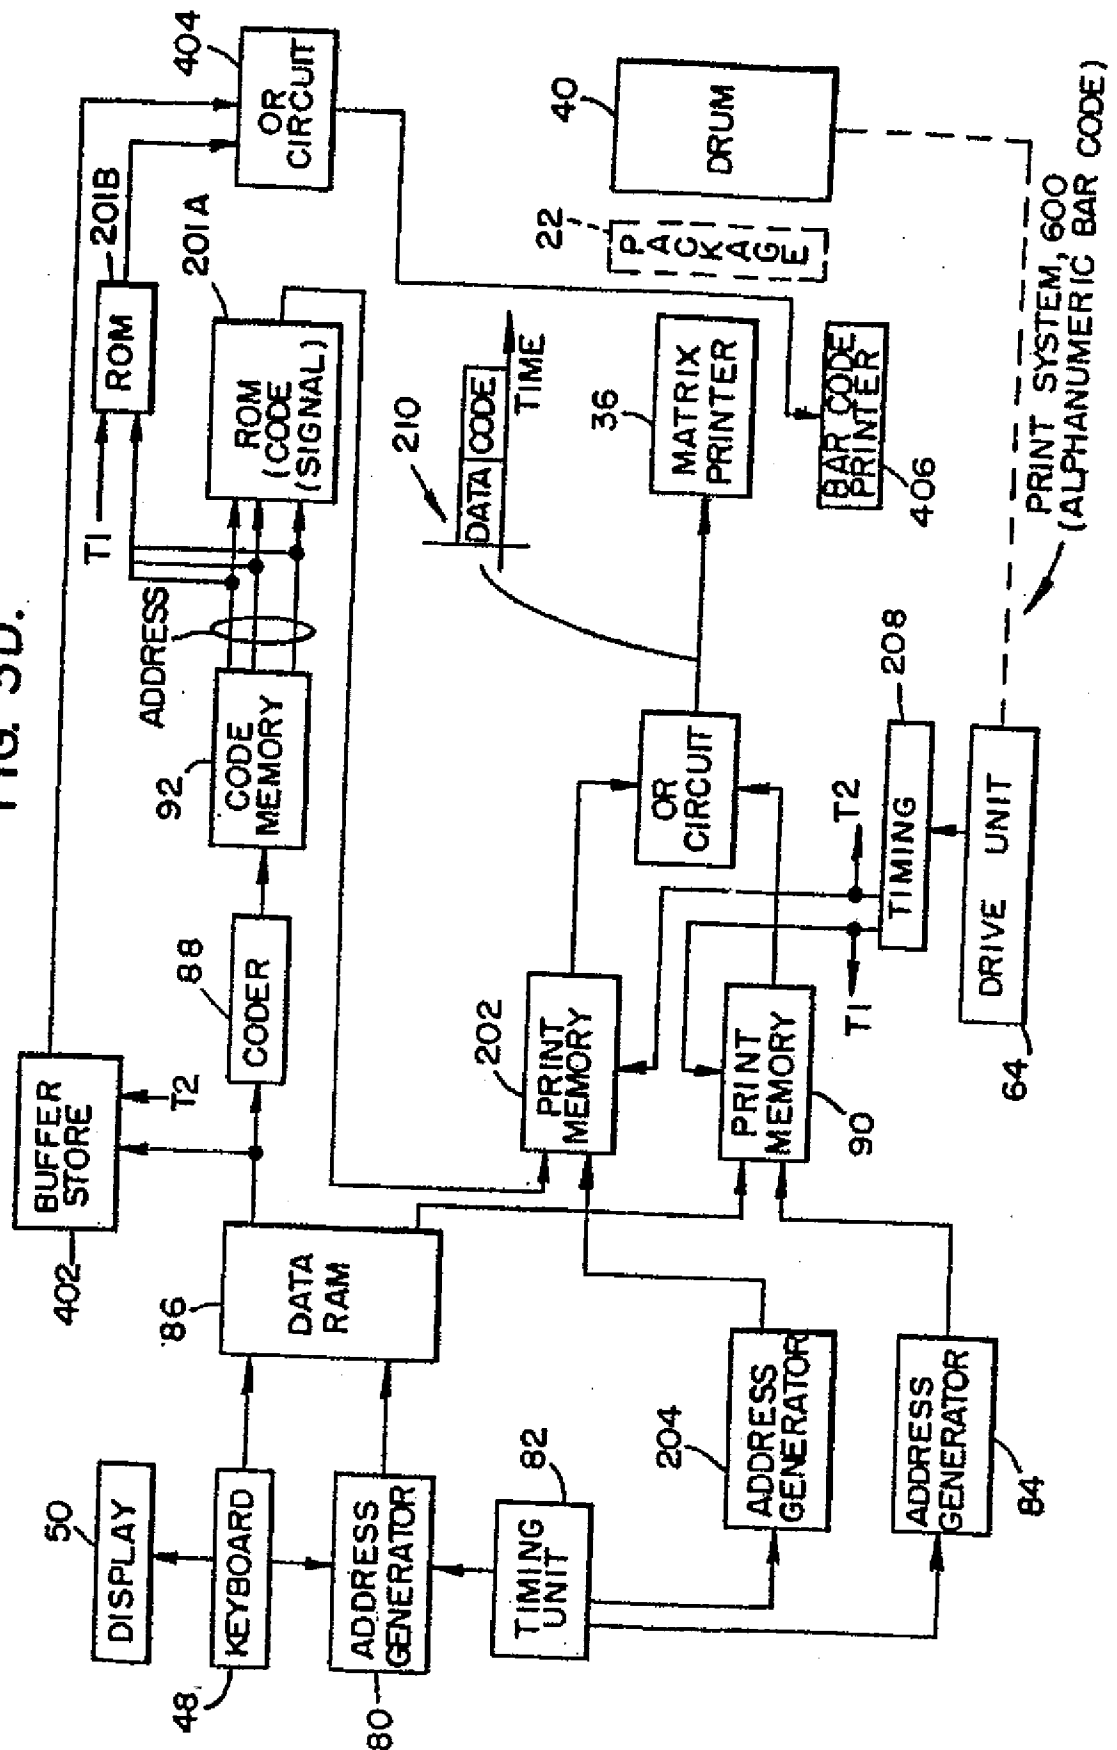 FIG. 5D.
50
DISPLAY
48
KEYBOARD
80
ADDRESS
GENERATOR
82
TIMING
UNIT
204
ADDRESS
GENERATOR
84
ADDRESS
GENERATOR
402
BUFFER
STORE
T2
86
DATA
RAM
88
CODER
92
CODE
MEMORY
ADDRESS
T1
ROM
201B
201A
ROM
(CODE
(SIGNAL)
404
OR
CIRCUIT
202
PRINT
MEMORY
90
PRINT
MEMORY
OR
CIRCUIT
210
DATA
CODE
TIME
36
MATRIX
PRINTER
BAR CODE
PRINTER
406
22
PACKAGE
40
DRUM
T1
T2
TIMING
208
DRIVE UNIT
64
PRINT SYSTEM, 600
(ALPHANUMERIC BAR CODE)